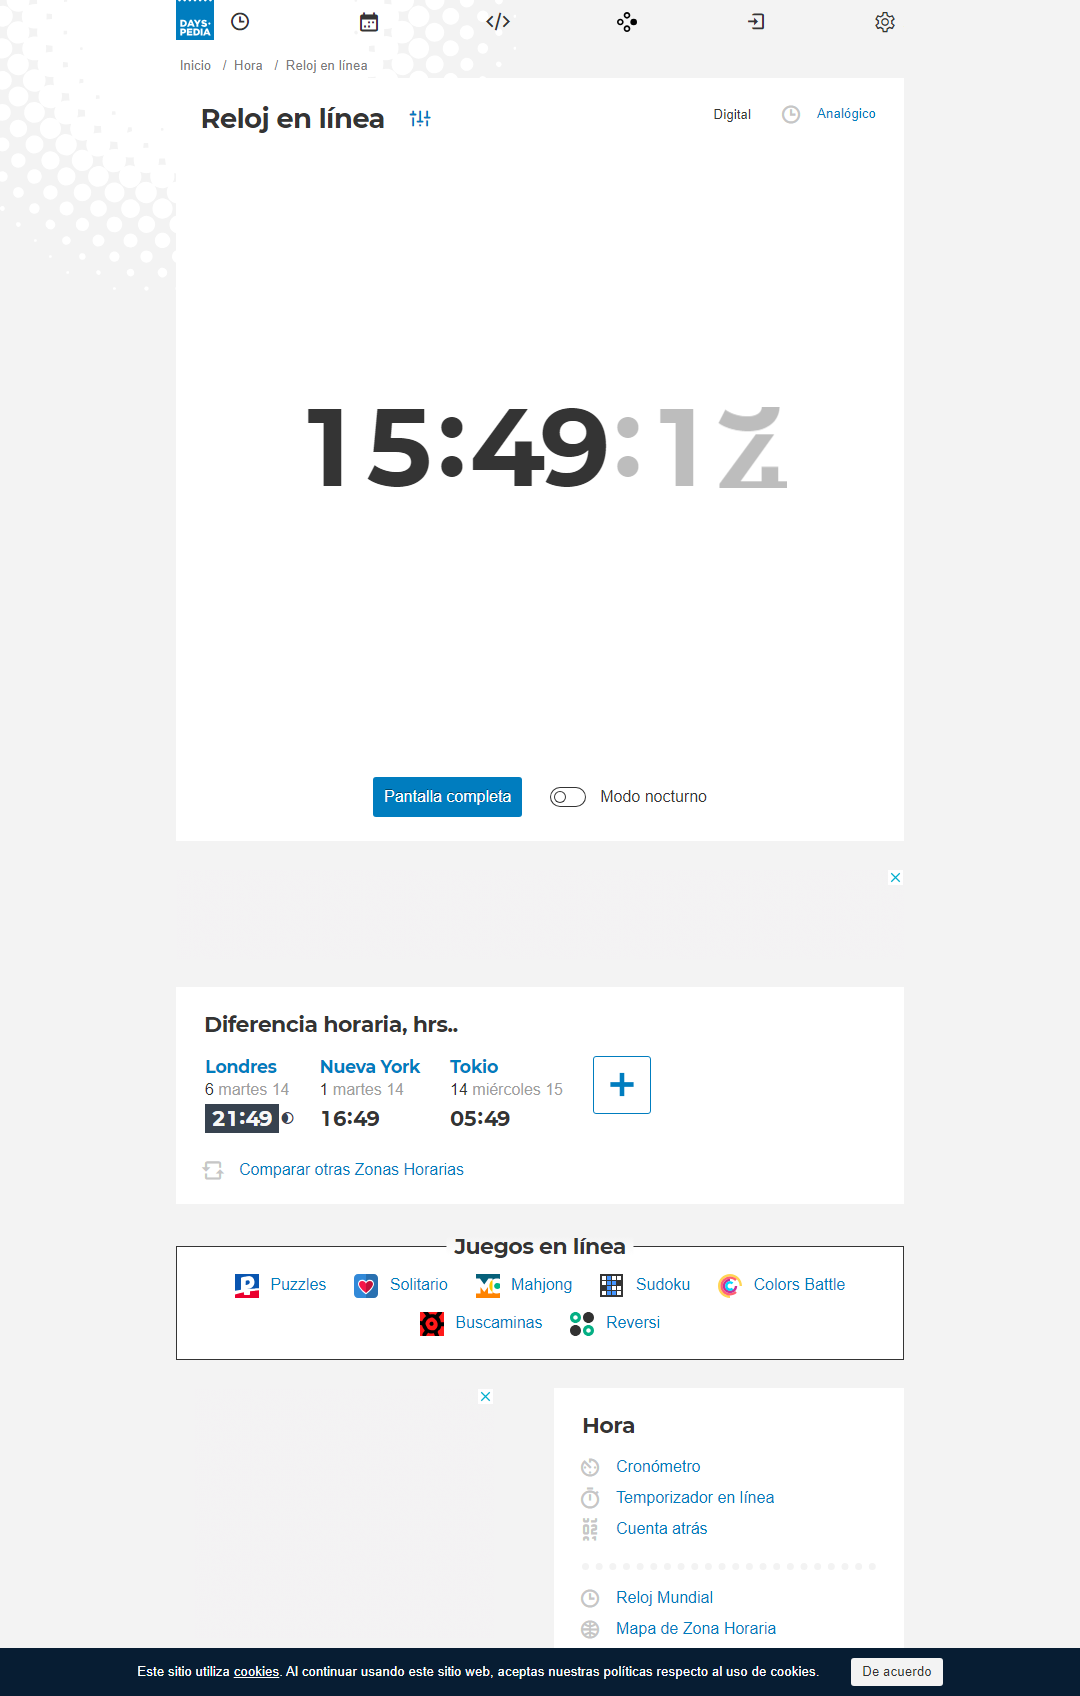 DAYS•
PEDIA
Inicio / Hora / Reloj en línea
Reloj en línea
Digital
Analógico
15:49:1
Pantalla completa
Modo nocturno
Diferencia horaria, hrs..
Londres
6 martes 14
21:49
Nueva York
1 martes 14
16:49
Tokio
14 miércoles 15
05:49
+
Comparar otras Zonas Horarias
Juegos en línea
Puzzles
Solitario
Mahjong
Sudoku
Colors Battle
Buscaminas
Reversi
Hora
Cronómetro
Temporizador en línea
Cuenta atrás
Reloj Mundial
Mapa de Zona Horaria
Este sitio utiliza cookies. Al continuar usando este sitio web, aceptas nuestras políticas respecto al uso de cookies.
De acuerdo